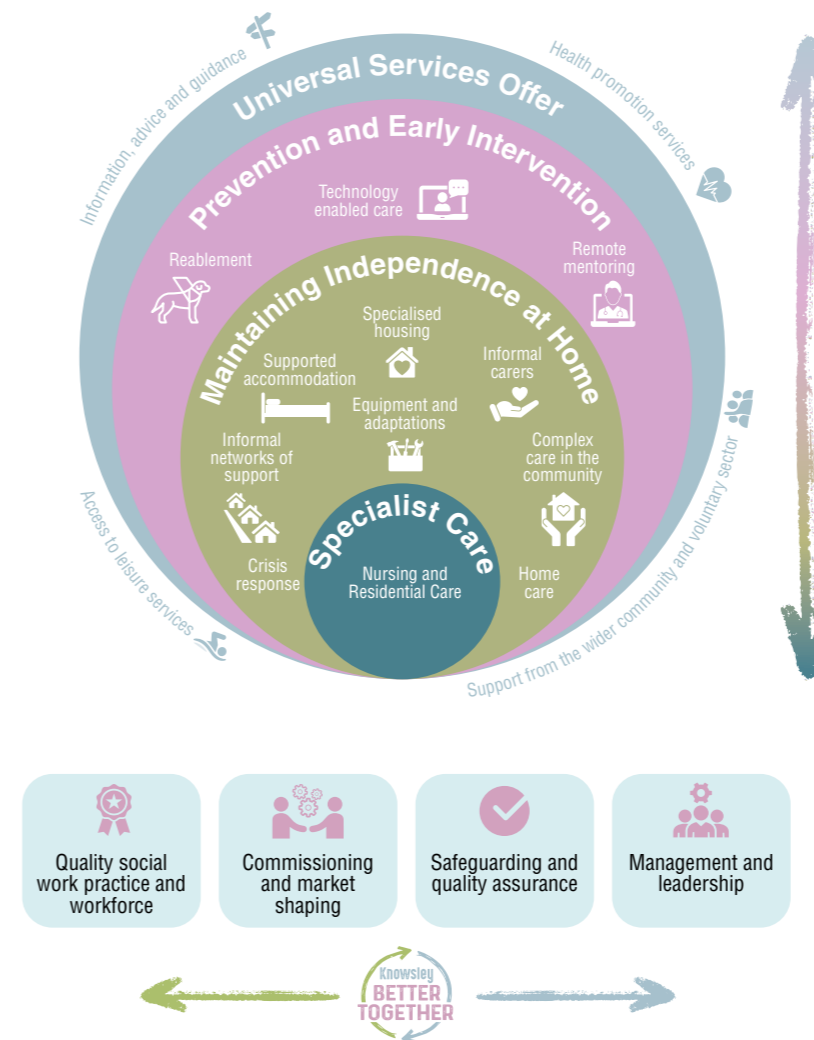 Information, advice and guidance
Health promotion services
Universal Services Offer
Prevention and Early Intervention
Technology
enabled care
Reablement
Remote
mentoring
Maintaining Independence at Home
Specialised
housing
Supported
accommodation
Informal
carers
Equipment and
adaptations
Informal
networks of
support
Complex
care in the
community
Crisis
response
Home
care
Specialist Care
Nursing and
Residential Care
Access to leisure services
Support from the wider community and voluntary sector
Quality social
work practice and
workforce
Commissioning
and market
shaping
Safeguarding and
quality assurance
Management and
leadership
Knowsley
BETTER
TOGETHER